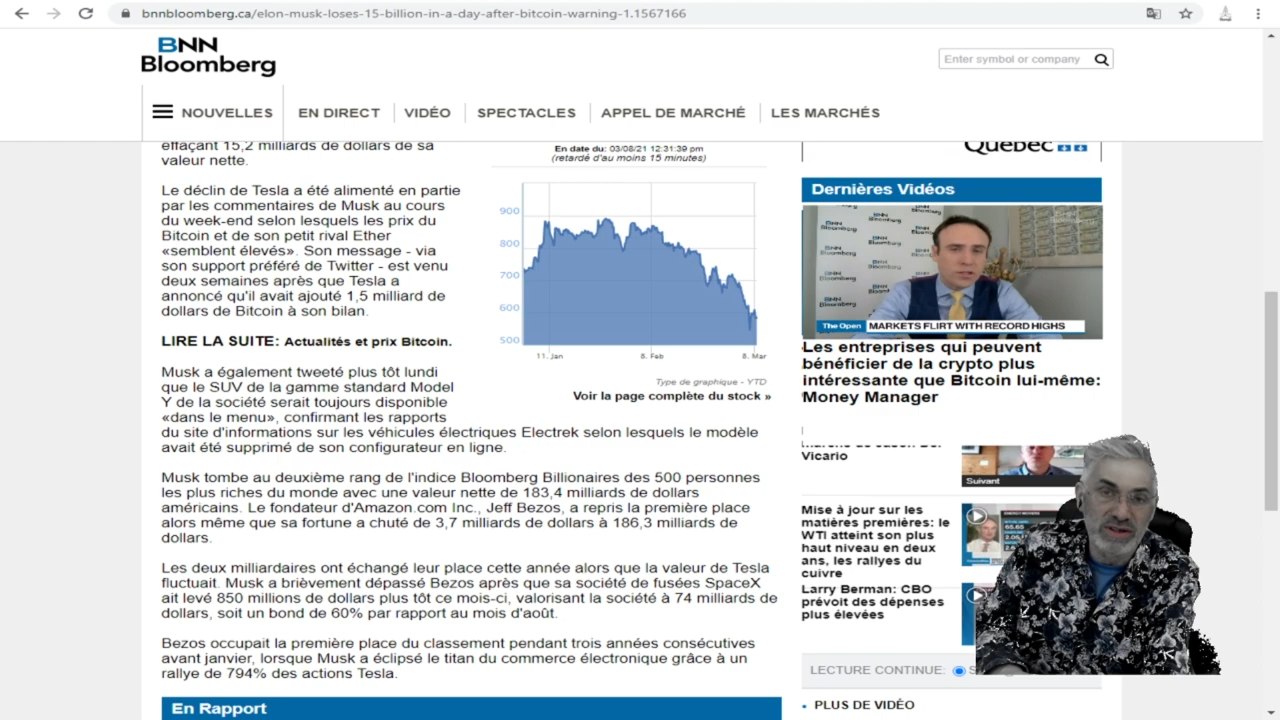 bnnbloomberg.ca/elon-musk-loses-15-billion-in-a-day-after-bitcoin-warning-1.1567166
BNN
Bloomberg
Enter symbol or company
NOUVELLES
EN DIRECT
VIDÉO
SPECTACLES
APPEL DE MARCHÉ
LES MARCHÉS
effaçant 15,2 milliards de dollars de sa
valeur nette.
Le déclin de Tesla a été alimenté en partie
par les commentaires de Musk au cours
du week-end selon lesquels les prix du
Bitcoin et de son petit rival Ether
«semblent élevés». Son message - via
son support préféré de Twitter - est venu
deux semaines après que Tesla a
annoncé qu'il avait ajouté 1,5 milliard de
dollars de Bitcoin à son bilan.
LIRE LA SUITE: Actualités et prix Bitcoin.
Musk a également tweeté plus tôt lundi
que le SUV de la gamme standard Model
Y de la société serait toujours disponible
«dans le menu», confirmant les rapports
du site d'informations sur les véhicules électriques Electrek selon lesquels le modèle
avait été supprimé de son configurateur en ligne.
Musk tombe au deuxième rang de l'indice Bloomberg Billionaires des 500 personnes
les plus riches du monde avec une valeur nette de 183,4 milliards de dollars
américains. Le fondateur d'Amazon.com Inc., Jeff Bezos, a repris la première place
alors même que sa fortune a chuté de 3,7 milliards de dollars à 186,3 milliards de
dollars.
Les deux milliardaires ont échangé leur place cette année alors que la valeur de Tesla
fluctuait. Musk a brièvement dépassé Bezos après que sa société de fusées SpaceX
ait levé 850 millions de dollars plus tôt ce mois-ci, valorisant la société à 74 milliards de
dollars, soit un bond de 60% par rapport au mois d'août.
Bezos occupait la première place du classement pendant trois années consécutives
avant janvier, lorsque Musk a éclipsé le titan du commerce électronique grâce à un
rallye de 794% des actions Tesla.
En Rapport
En date du: 03/08/21 12:31:39 pm
(retardé d'au moins 15 minutes)
900
800
700
600
500
11. Jan
8. Feb
8. Mar
Type de graphique - YTD
Voir la page complète du stock »
Québec
Dernières Vidéos
BNN Bloomberg
The Open MARKETS FLIRT WITH RECORD HIGHS
Les entreprises qui peuvent
bénéficier de la crypto plus
intéressante que Bitcoin lui-même:
Money Manager
Vicario
Suivant
Mise à jour sur les
matières premières: le
WTI atteint son plus
haut niveau en deux
ans, les rallyes du
cuivre
Larry Berman: CBO
prévoit des dépenses
plus élevées
LECTURE CONTINUE:
PLUS DE VIDÉO